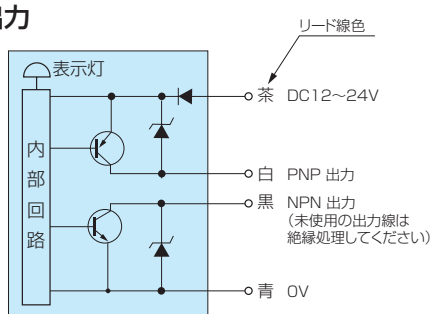 出力
リード線色
表示灯
茶 DC12～24V
内部回路
白 PNP 出力
黒 NPN 出力
（未使用の出力線は
絶縁処理してください）
青 0V